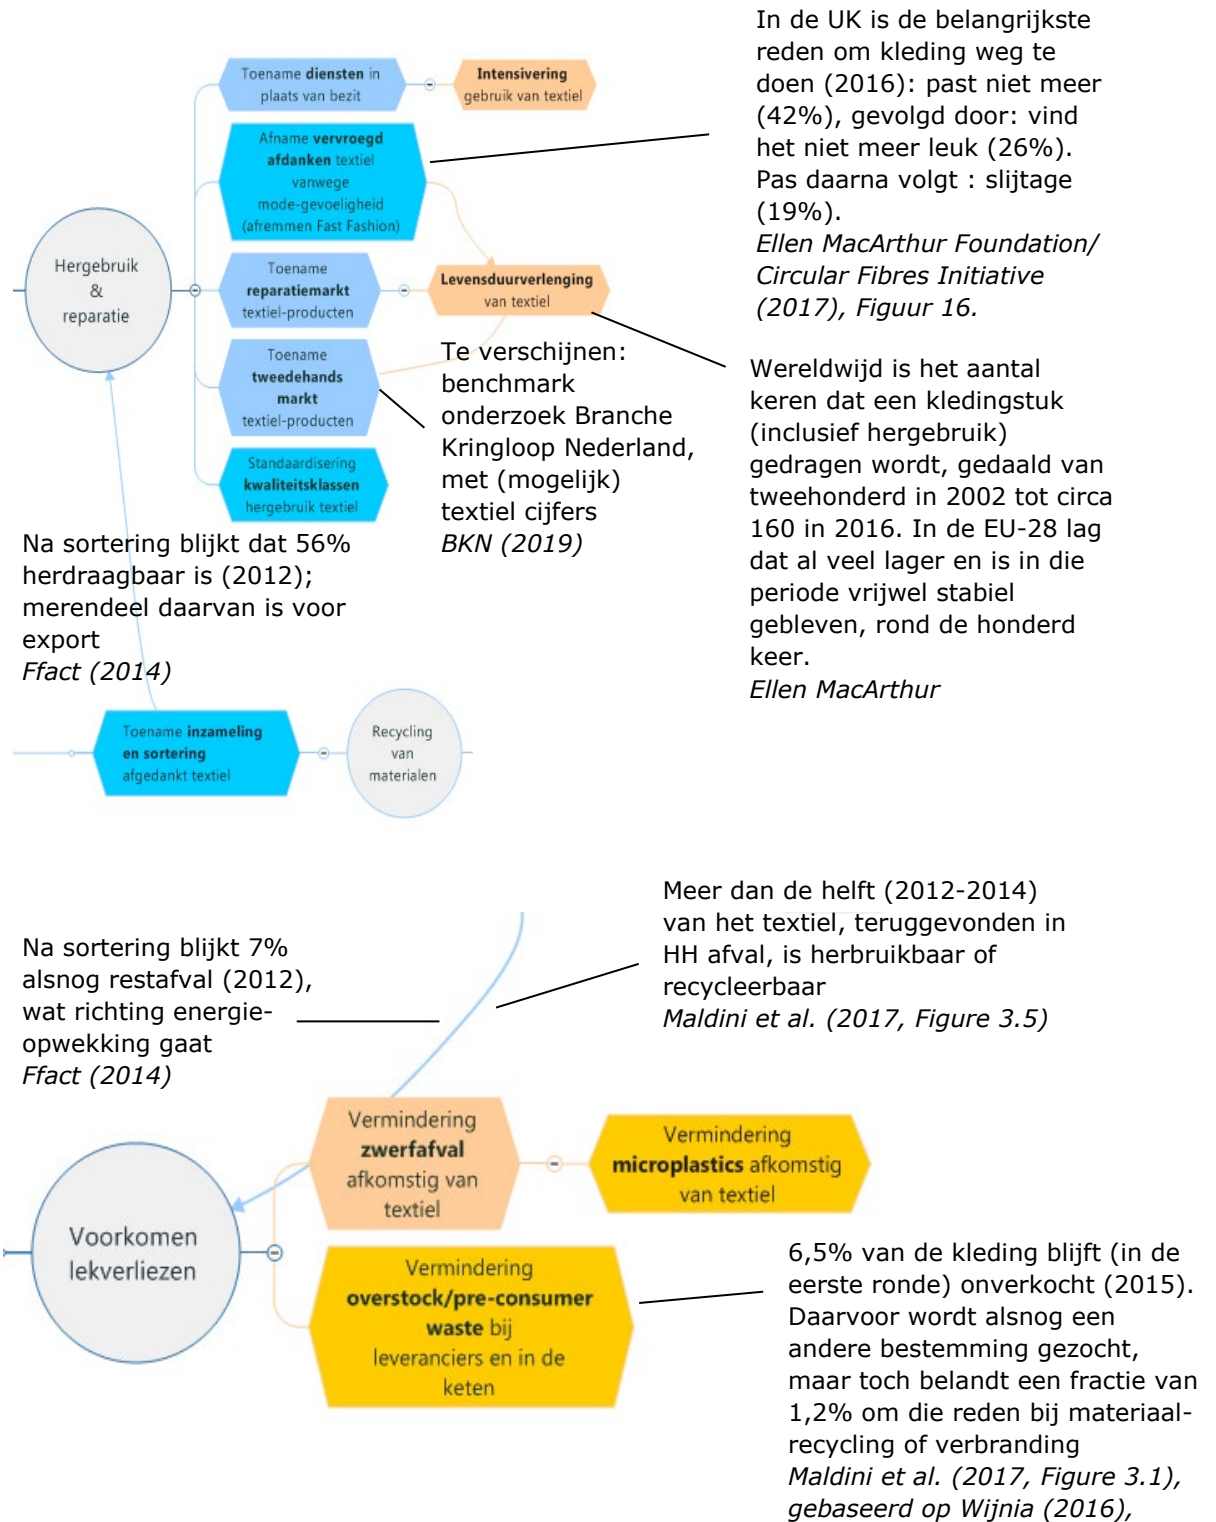 In de UK is de belangrijkste
reden om kleding weg te
doen (2016): past niet meer
(42%), gevolgd door: vind
het niet meer leuk (26%).
Pas daarna volgt : slijtage
(19%).
Ellen MacArthur Foundation/
Circular Fibres Initiative
(2017), Figuur 16.
Toename diensten in
plaats van bezit
Intensivering
gebruik van textiel
Afname vervroegd
afdanken textiel
vanwege
mode-gevoeligheid
(afremmen Fast Fashion)
Hergebruik
&
reparatie
Toename
reparatiemarkt
textiel-producten
Levensduurverlenging
van textiel
Toename
tweedehands
markt
textiel-producten
Standaardisering
kwaliteitsklassen
hergebruik textiel
Te verschijnen:
benchmark
onderzoek Branche
Kringloop Nederland,
met (mogelijk)
textiel cijfers
BKN (2019)
Wereldwijd is het aantal
keren dat een kledingstuk
(inclusief hergebruik)
gedragen wordt, gedaald van
tweehonderd in 2002 tot circa
160 in 2016. In de EU-28 lag
dat al veel lager en is in die
periode vrijwel stabiel
gebleven, rond de honderd
keer.
Ellen MacArthur
Na sortering blijkt dat 56%
herdraagbaar is (2012);
merendeel daarvan is voor
export
Ffact (2014)
Toename inzameling
en sortering
afgedankt textiel
Recycling
van
materialen
Meer dan de helft (2012-2014)
van het textiel, teruggevonden in
HH afval, is herbruikbaar of
recycleerbaar
Maldini et al. (2017, Figure 3.5)
Na sortering blijkt 7%
alsnog restafval (2012),
wat richting energie-
opwekking gaat
Ffact (2014)
Vermindering
zwerfafval
afkomstig van
textiel
Vermindering
microplastics afkomstig
van textiel
Voorkomen
lekverliezen
Vermindering
overstock/pre-consumer
waste bij
leveranciers en in de
keten
6,5% van de kleding blijft (in de
eerste ronde) onverkocht (2015).
Daarvoor wordt alsnog een
andere bestemming gezocht,
maar toch belandt een fractie van
1,2% om die reden bij materiaal-
recycling of verbranding
Maldini et al. (2017, Figure 3.1),
gebaseerd op Wijnia (2016),